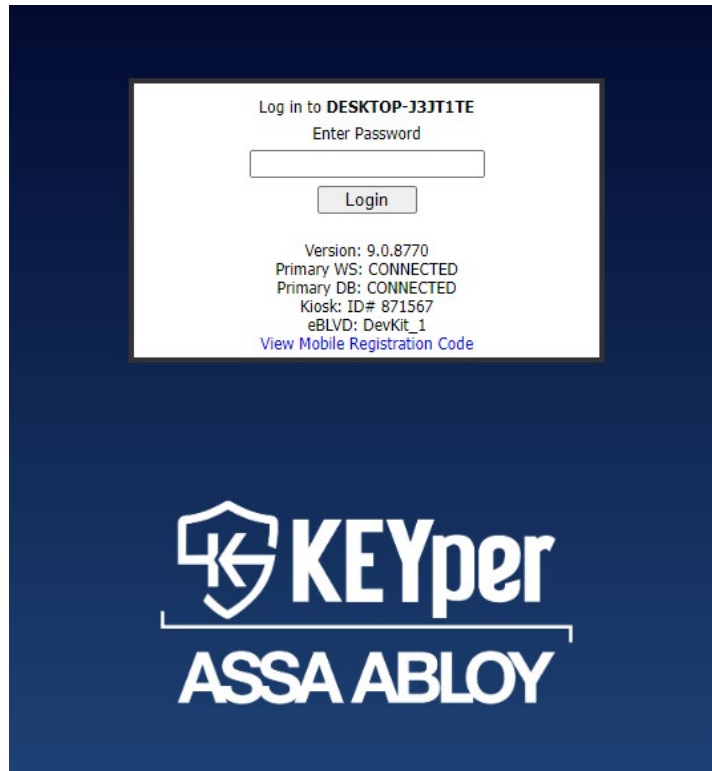 Log in to DESKTOP-J3JT1TE
Enter Password
Login
Version: 9.0.8770
Primary WS: CONNECTED
Primary DB: CONNECTED
Kiosk: ID# 871567
eBLVD: DevKit_1
View Mobile Registration Code
KEYper
ASSA ABLOY